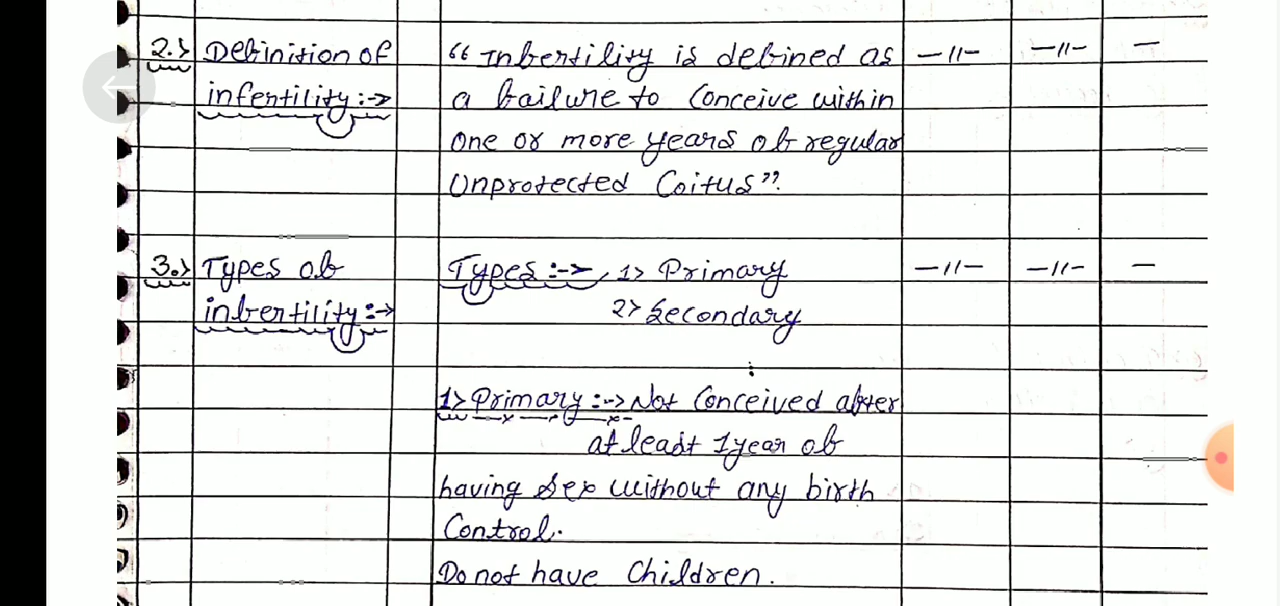 2.> Definition of
infertility :->
“ Infertility is defined as
a failure to conceive within
one or more years of regular
Unprotected Coitus”.
-11- -11- -
3.> Types of
infertility :->
Types :-> 1> Primary
2> Secondary
-11- -11- -
1> Primary :-> Not Conceived after
at least 1 year of
having sex without any birth
Control.
Do not have Children.